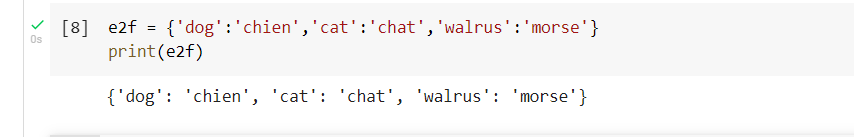 [8] e2f = {'dog':'chien','cat':'chat','walrus':'morse'}
0s
print(e2f)
{'dog': 'chien', 'cat': 'chat', 'walrus': 'morse'}